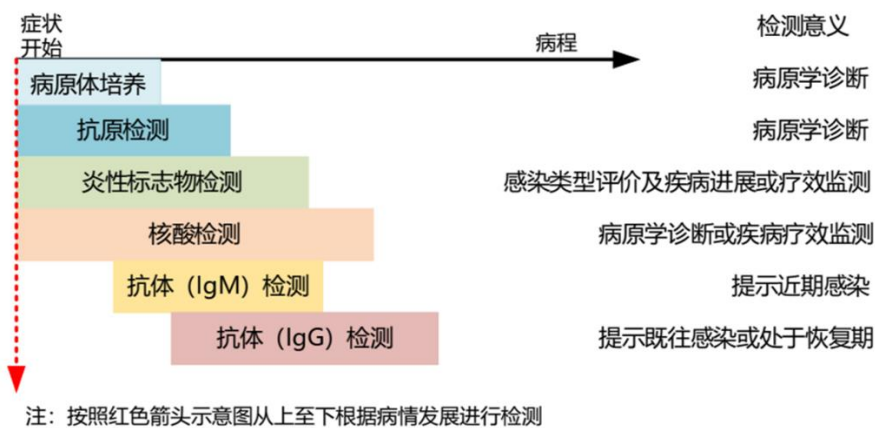 症状
开始
病程
检测意义
病原体培养
病原学诊断
抗原检测
病原学诊断
炎性标志物检测
感染类型评价及疾病进展或疗效监测
核酸检测
病原学诊断或疾病疗效监测
抗体（IgM）检测
提示近期感染
抗体（IgG）检测
提示既往感染或处于恢复期
注：按照红色箭头示意图从上至下根据病情发展进行检测